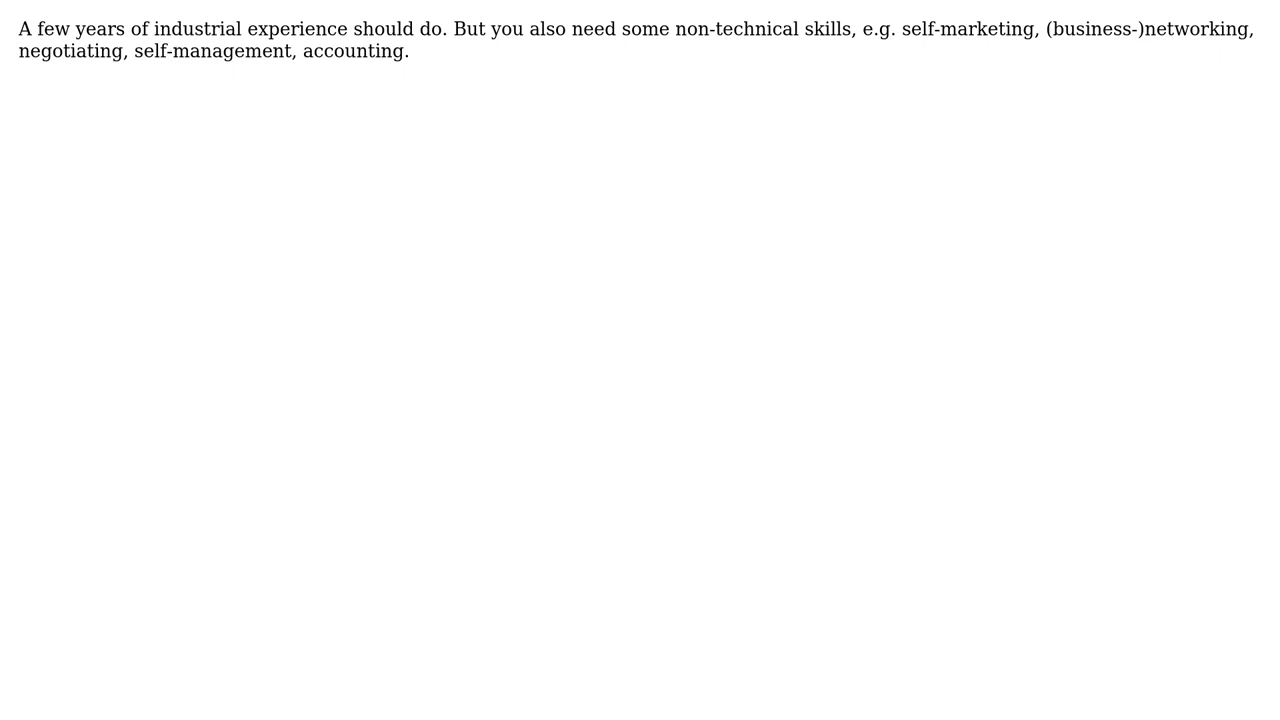 A few years of industrial experience should do. But you also need some non-technical skills, e.g. self-marketing, (business-)networking,
negotiating, self-management, accounting.